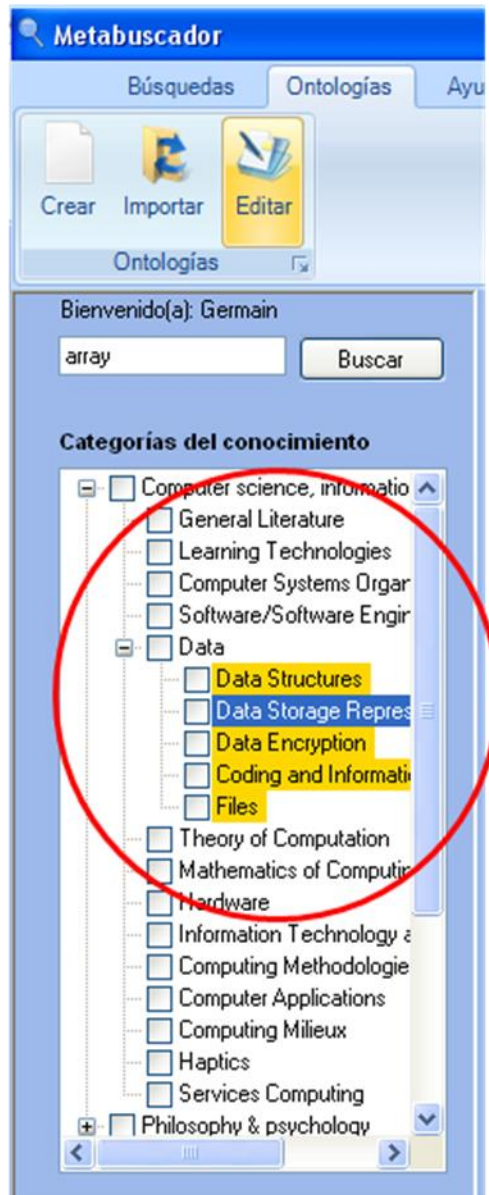 Metabuscador
Búsquedas Ontologías Ayu
Crear Importar Editar
Ontologías
Bienvenido(a): Germain
array Buscar
Categorías del conocimiento
Computer science, informatio
General Literature
Learning Technologies
Computer Systems Organ
Software/Software Engir
Data
Data Structures
Data Storage Repres
Data Encryption
Coding and Informati
Files
Theory of Computation
Mathematics of Computin
Hardware
Information Technology a
Computing Methodologie
Computer Applications
Computing Milieux
Haptics
Services Computing
Philosophy & psychology